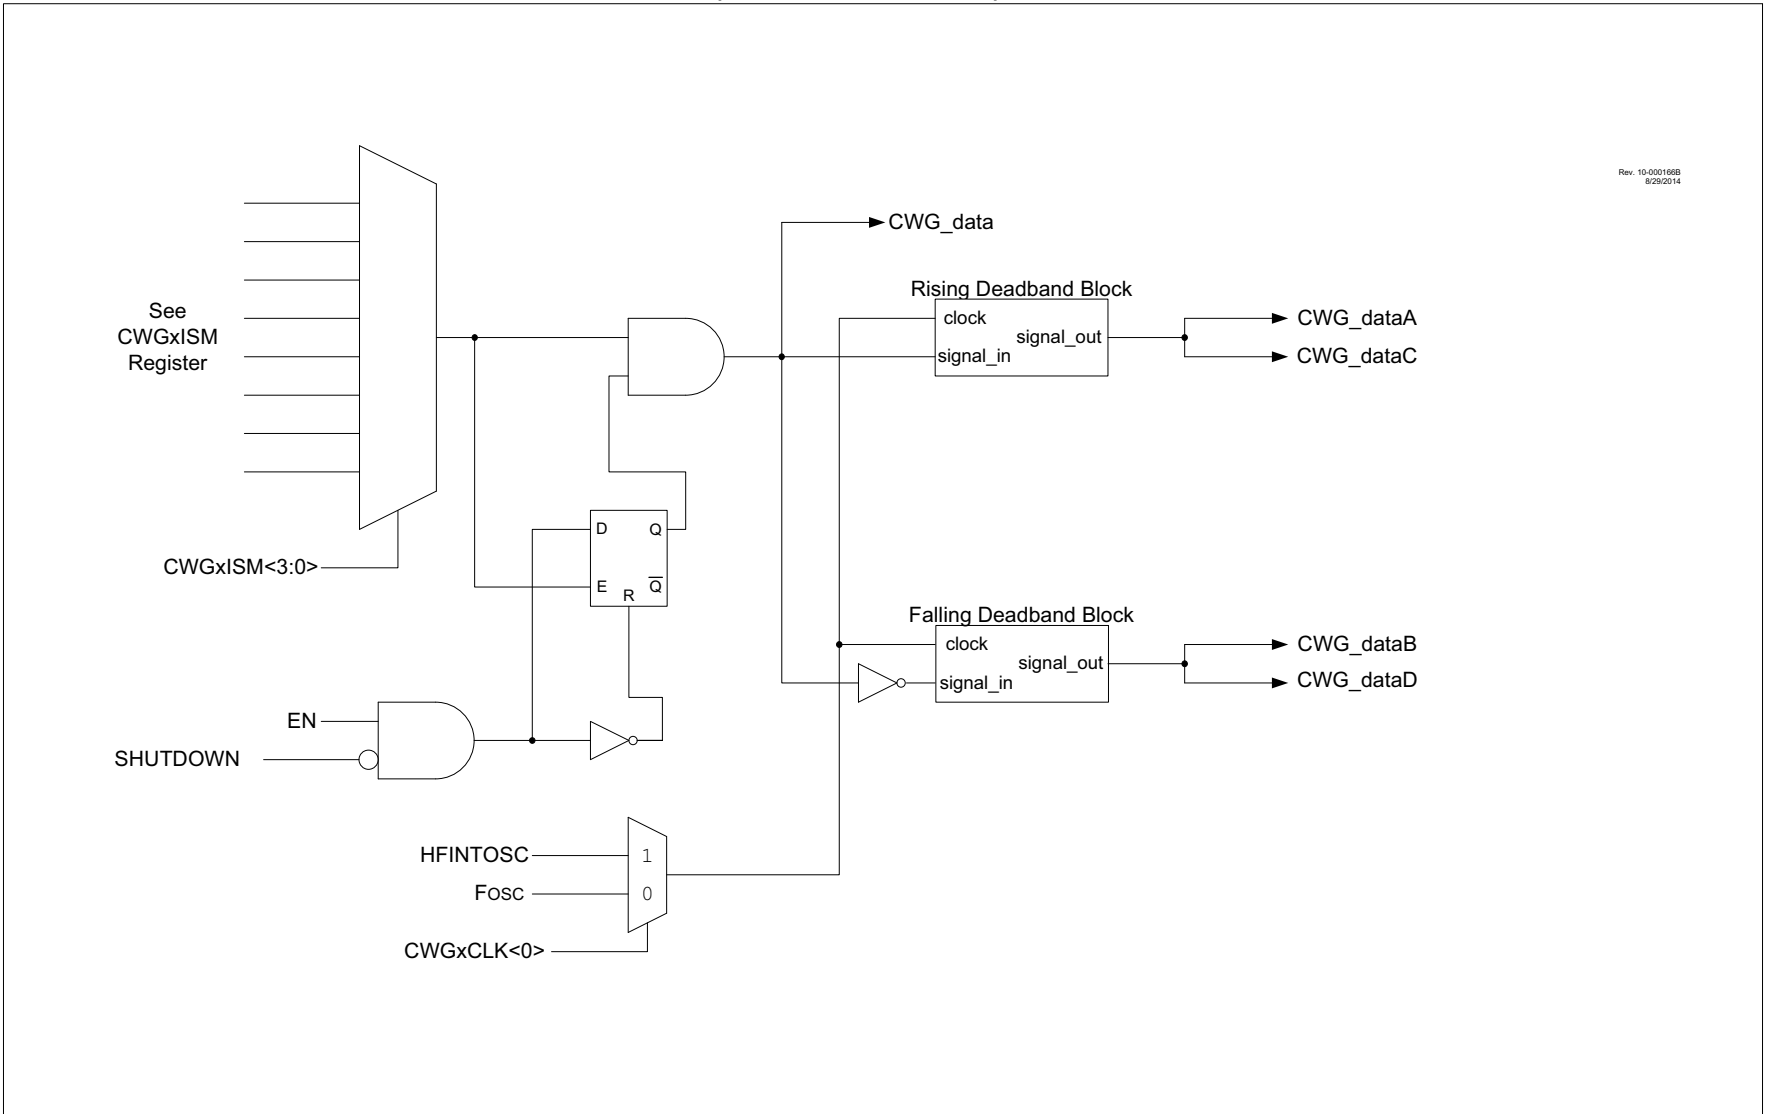 Rev. 10-000166B
8/29/2014
CWG_data
Rising Deadband Block
clock
signal_out
signal_in
CWG_dataA
CWG_dataC
See
CWGxISM
Register
D
Q
E
R
Q̅
CWGxISM<3:0>
Falling Deadband Block
clock
signal_out
signal_in
CWG_dataB
CWG_dataD
EN
SHUTDOWN
HFINTOSC
1
FOSC
0
CWGxCLK<0>